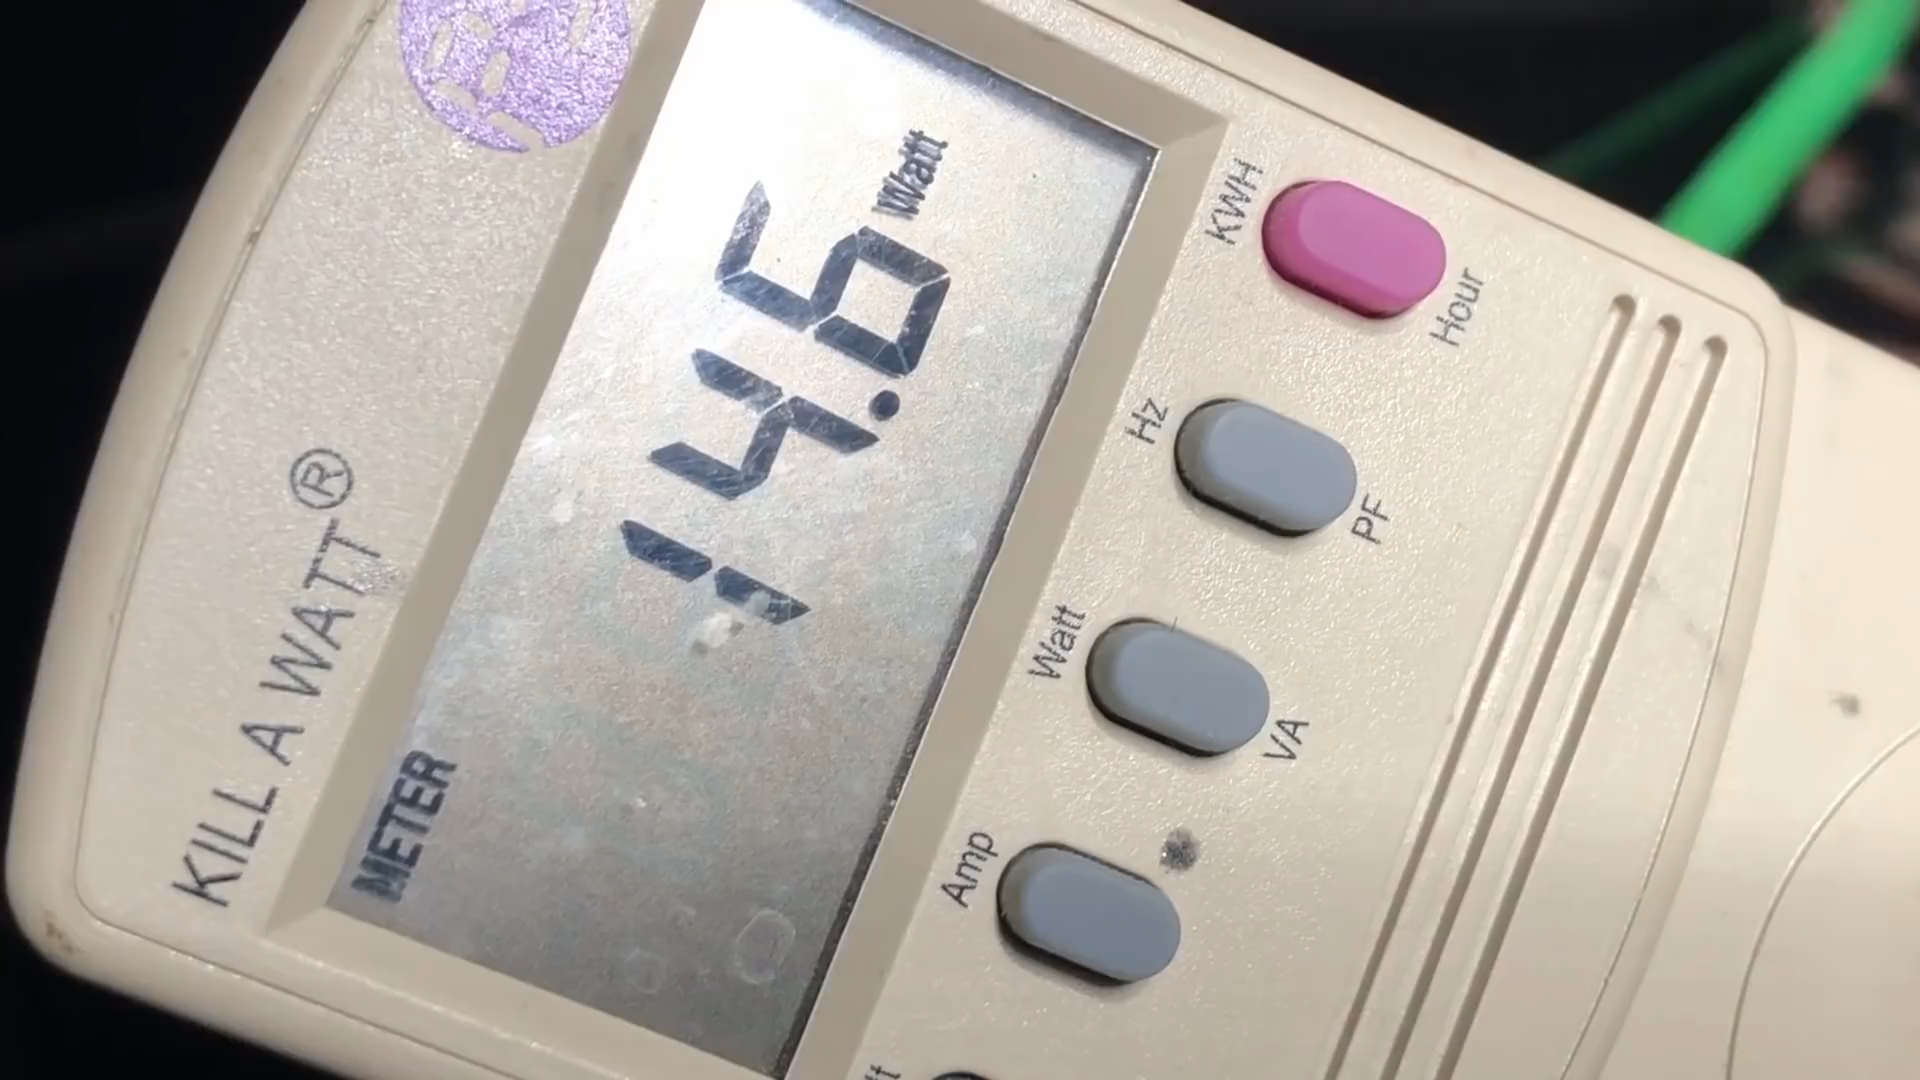 KILL A WATT®
METER
14.6 Watt
Amp
Watt
VA
Hz
PF
KWH
Hour